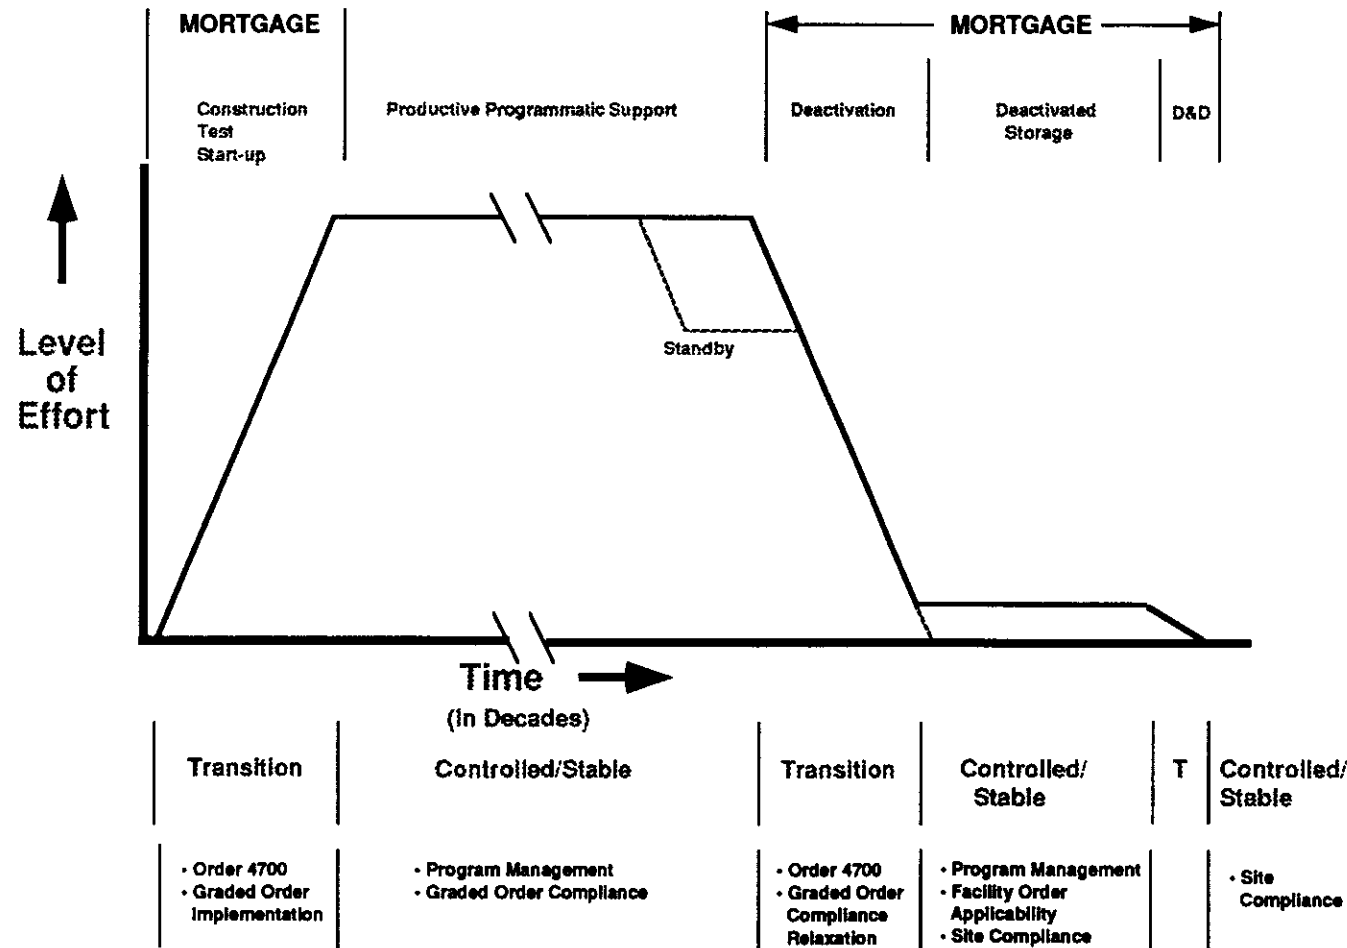 MORTGAGE
MORTGAGE
Construction
Test
Start-up
Productive Programmatic Support
Deactivation
Deactivated
Storage
D&D
Level
of
Effort
Standby
Time
(In Decades)
Transition
Controlled/Stable
Transition
Controlled/
Stable
T
Controlled/
Stable
• Order 4700
• Graded Order
Implementation
• Program Management
• Graded Order Compliance
• Order 4700
• Graded Order
Compliance
Relaxation
• Program Management
• Facility Order
Applicability
• Site Compliance
• Site
Compliance